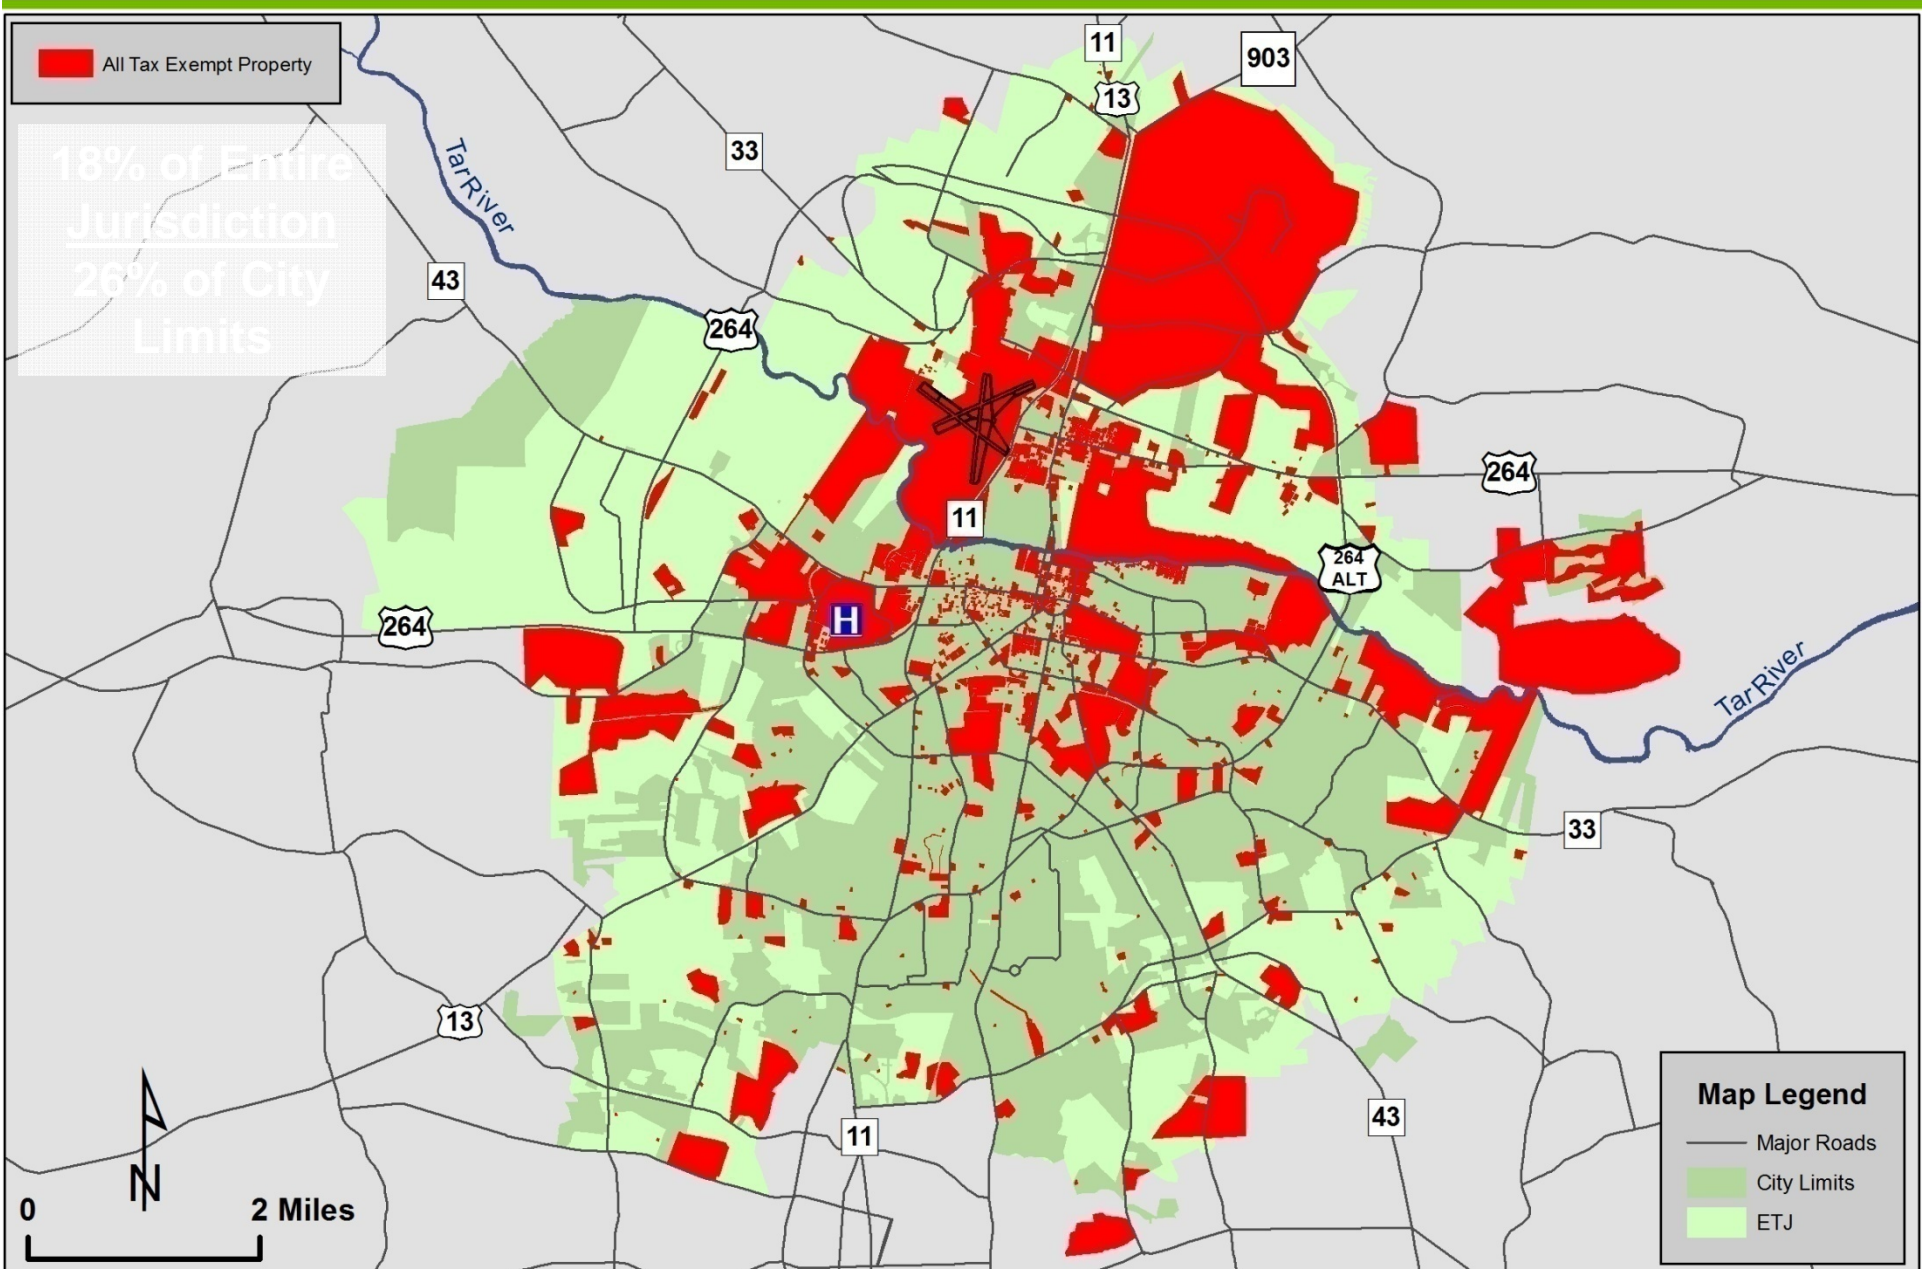 All Tax Exempt Property
18% of Entire
Jurisdiction
26% of City
Limits
11
903
13
33
Tar River
43
264
264
11
264
ALT
H
264
Tar River
33
13
11
43
N
0 2 Miles
Map Legend
Major Roads
City Limits
ETJ